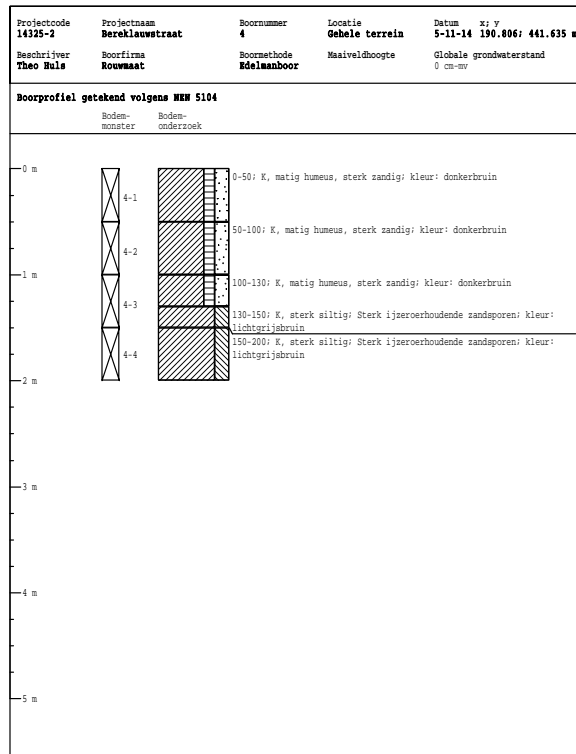 Projectcode Projectnaam Boornummer Locatie Datum x; y
14325-2 Bereklauwstraat 4 Gehele terrein 5-11-14 190.806; 441.635 m
Beschrijver Boorfirma Boormethode Maaiveldhoogte Globale grondwaterstand
Theo Huls Rouwmaat Edelmanboor 0 cm-mv
Boorprofiel getekend volgens NEN 5104
Bodem- Bodem-
monster onderzoek
0 m
0-50; K, matig humeus, sterk zandig; kleur: donkerbruin
4-1
50-100; K, matig humeus, sterk zandig; kleur: donkerbruin
4-2
1 m
100-130; K, matig humeus, sterk zandig; kleur: donkerbruin
4-3
130-150; K, sterk siltig; Sterk ijzeroerhoudende zandsporen; kleur:
lichtgrijsbruin
150-200; K, sterk siltig; Sterk ijzeroerhoudende zandsporen; kleur:
4-4 lichtgrijsbruin
2 m
3 m
4 m
5 m